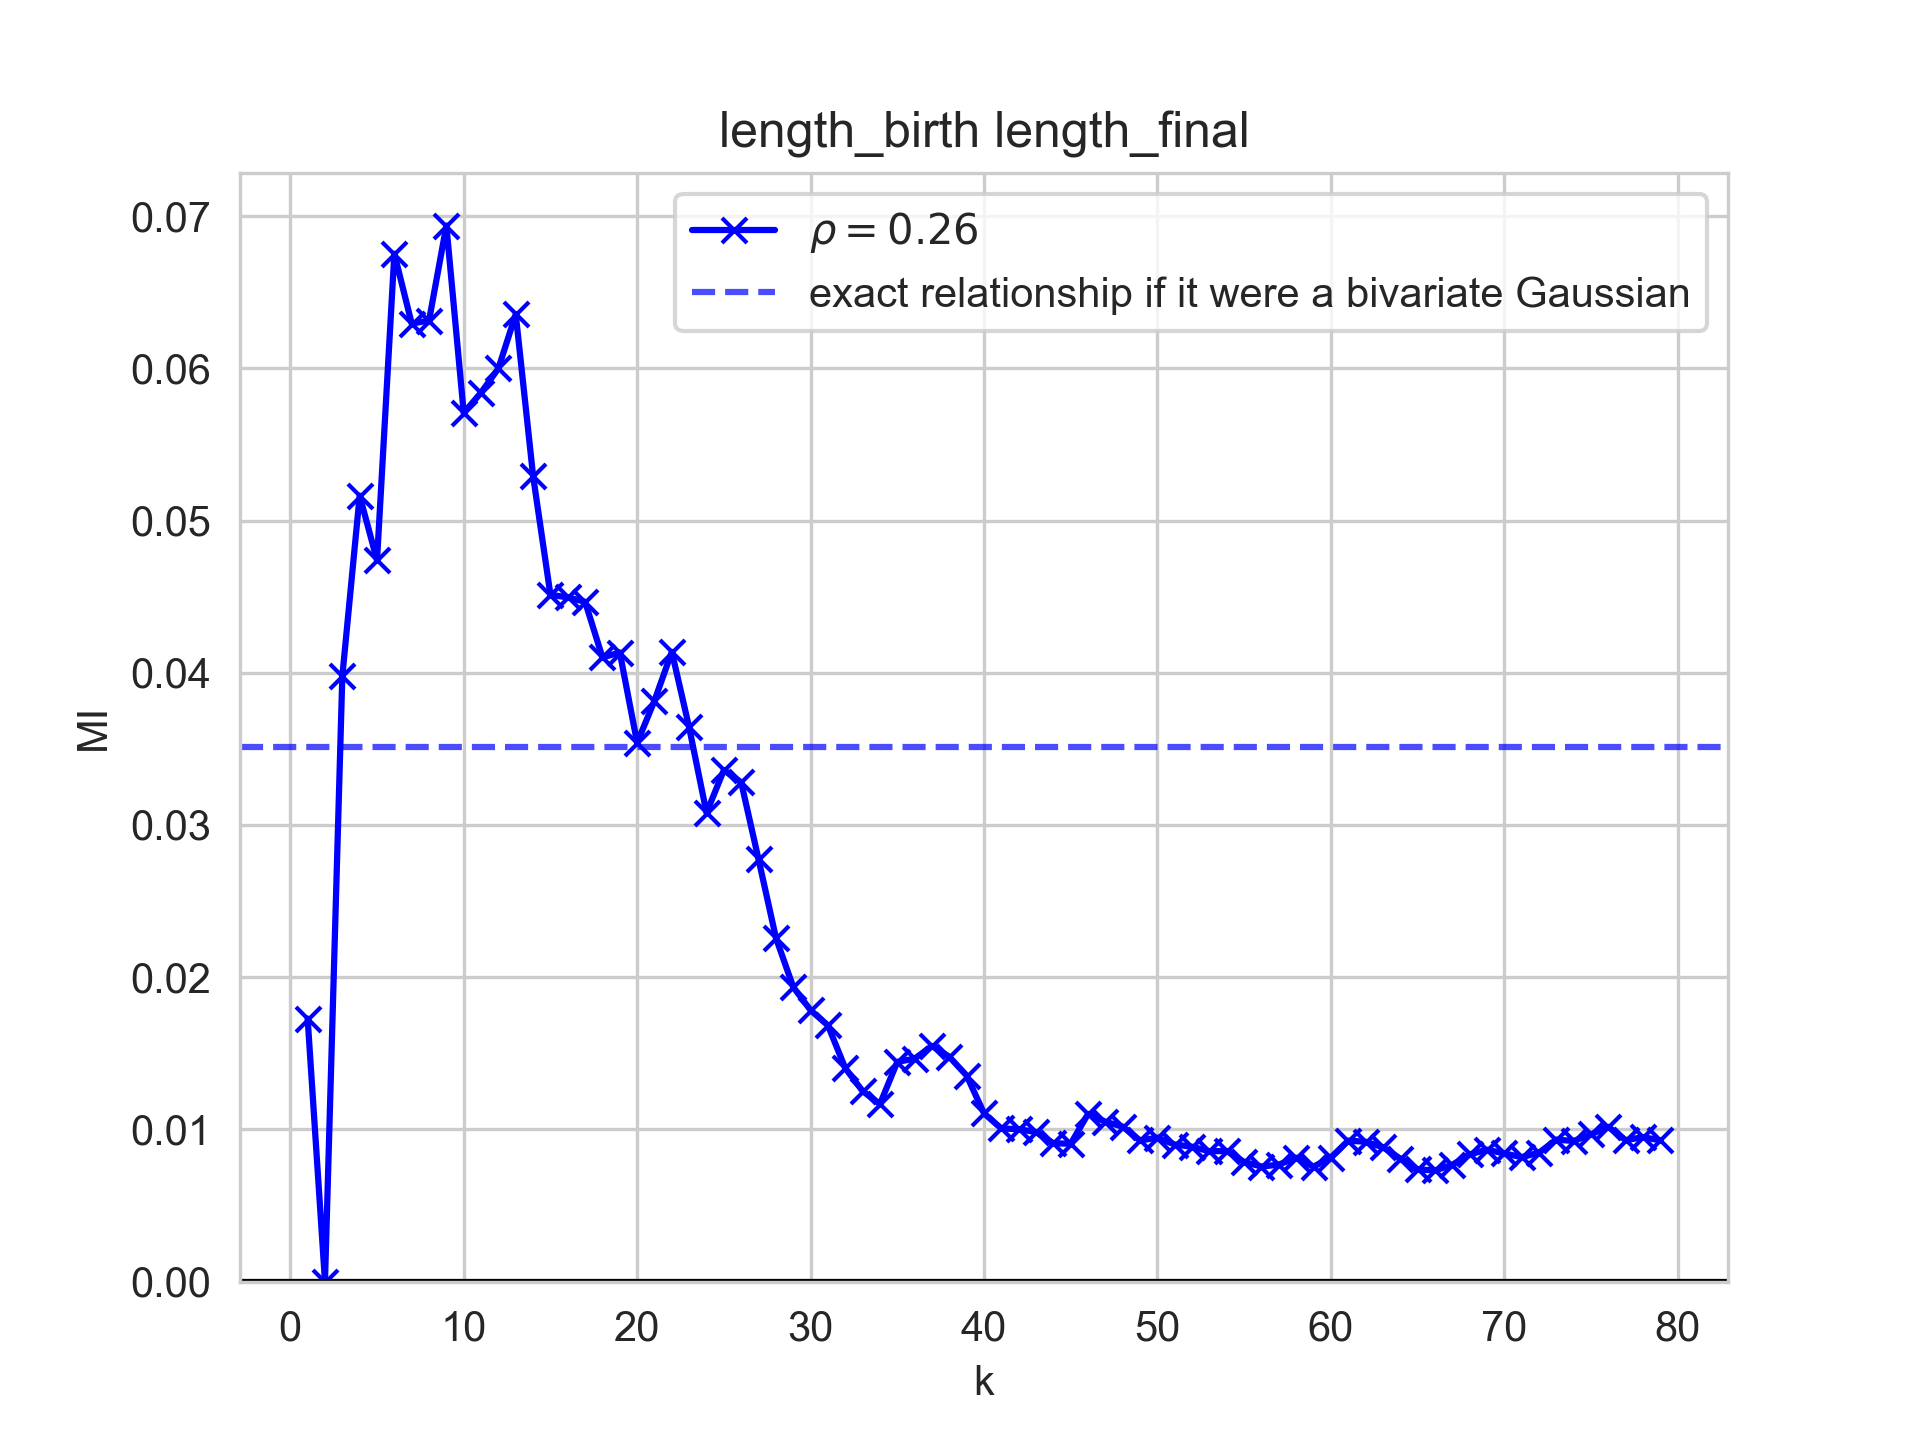 length_birth length_final
ρ = 0.26
exact relationship if it were a bivariate Gaussian
MI
0.07
0.06
0.05
0.04
0.03
0.02
0.01
0.00
0 10 20 30 40 50 60 70 80
k